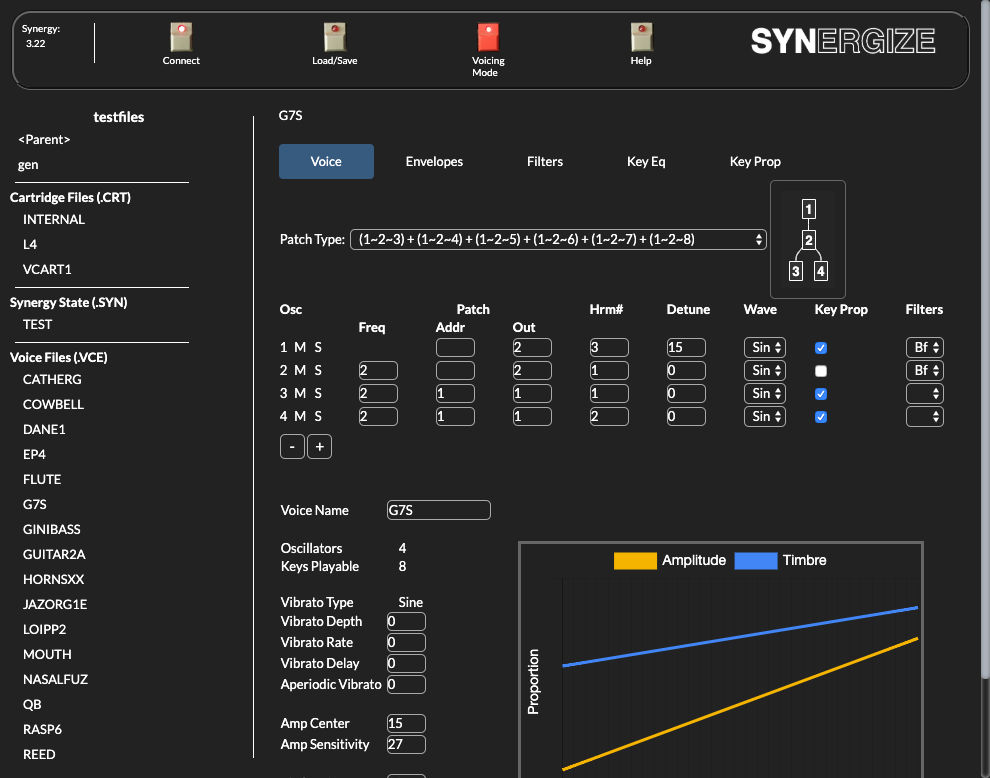 Synergy:
3.22
Connect
Load/Save
Voicing
Mode
Help
SYNERGIZE
testfiles
<Parent>
gen
Cartridge Files (.CRT)
INTERNAL
L4
VCART1
Synergy State (.SYN)
TEST
Voice Files (.VCE)
CATHERG
COWBELL
DANE1
EP4
FLUTE
G7S
GINIBASS
GUITAR2A
HORNSXX
JAZORG1E
LOIPP2
MOUTH
NASALFUZ
QB
RASP6
REED
G7S
Voice Envelopes Filters Key Eq Key Prop
Patch Type: (1~2~3) + (1~2~4) + (1~2~5) + (1~2~6) + (1~2~7) + (1~2~8)
1
2
3 4
Osc Patch Hrm# Detune Wave Key Prop Filters
Freq Addr Out
1 M S 2 3 15 Sin Bf
2 M S 2 2 1 0 Sin Bf
3 M S 2 1 1 1 0 Sin
4 M S 2 1 1 2 0 Sin
- +
Voice Name G7S
Oscillators 4
Keys Playable 8
Vibrato Type Sine
Vibrato Depth 0
Vibrato Rate 0
Vibrato Delay 0
Aperiodic Vibrato 0
Amp Center 15
Amp Sensitivity 27
Amplitude Timbre
Proportion